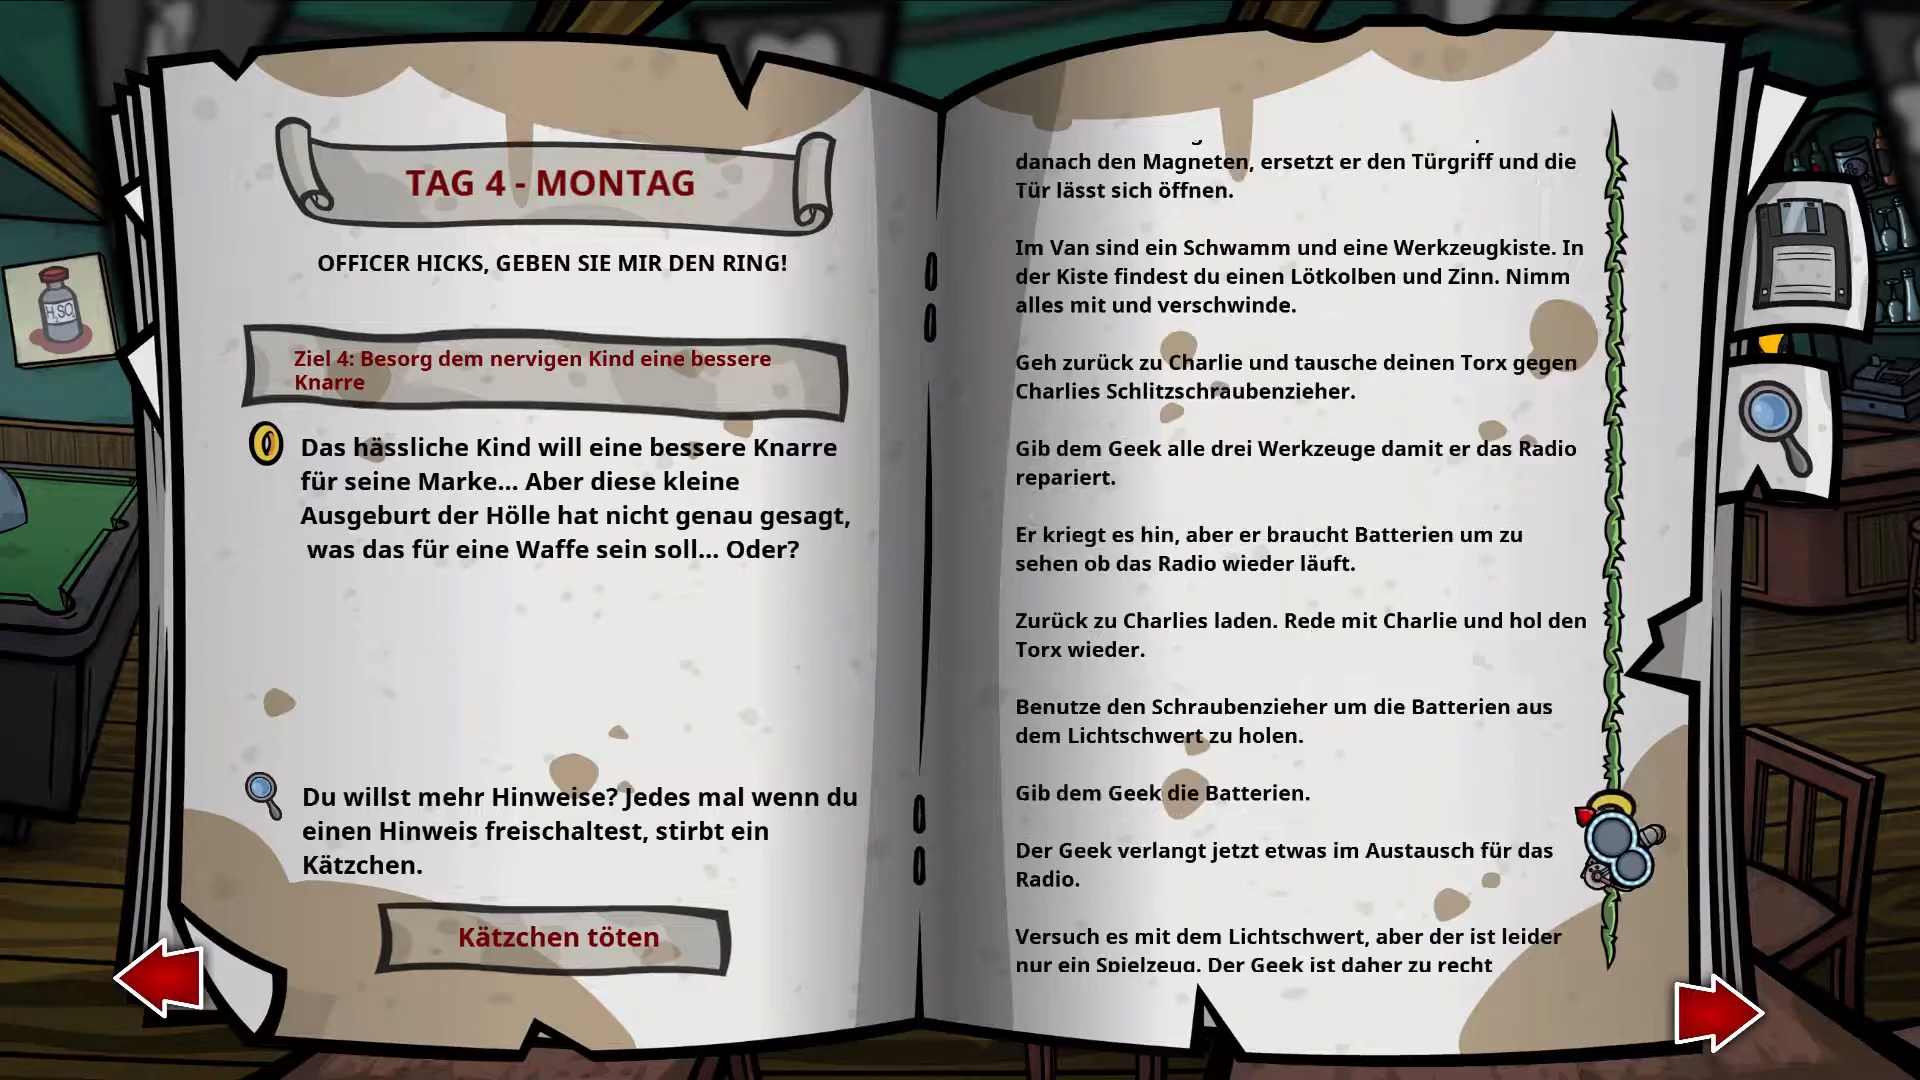 TAG 4 - MONTAG
OFFICER HICKS, GEBEN SIE MIR DEN RING!
Ziel 4: Besorg dem nervigen Kind eine bessere
Knarre
Das hässliche Kind will eine bessere Knarre
für seine Marke... Aber diese kleine
Ausgeburt der Hölle hat nicht genau gesagt,
was das für eine Waffe sein soll... Oder?
Du willst mehr Hinweise? Jedes mal wenn du
einen Hinweis freischaltest, stirbt ein
Kätzchen.
Kätzchen töten
danach den Magneten, ersetzt er den Türgriff und die
Tür lässt sich öffnen.
Im Van sind ein Schwamm und eine Werkzeugkiste. In
der Kiste findest du einen Lötkolben und Zinn. Nimm
alles mit und verschwinde.
Geh zurück zu Charlie und tausche deinen Torx gegen
Charlies Schlitzschraubenzieher.
Gib dem Geek alle drei Werkzeuge damit er das Radio
repariert.
Er kriegt es hin, aber er braucht Batterien um zu
sehen ob das Radio wieder läuft.
Zurück zu Charlies laden. Rede mit Charlie und hol den
Torx wieder.
Benutze den Schraubenzieher um die Batterien aus
dem Lichtschwert zu holen.
Gib dem Geek die Batterien.
Der Geek verlangt jetzt etwas im Austausch für das
Radio.
Versuch es mit dem Lichtschwert, aber der ist leider
nur ein Spielzeug. Der Geek ist daher zu recht
H₂SO₄